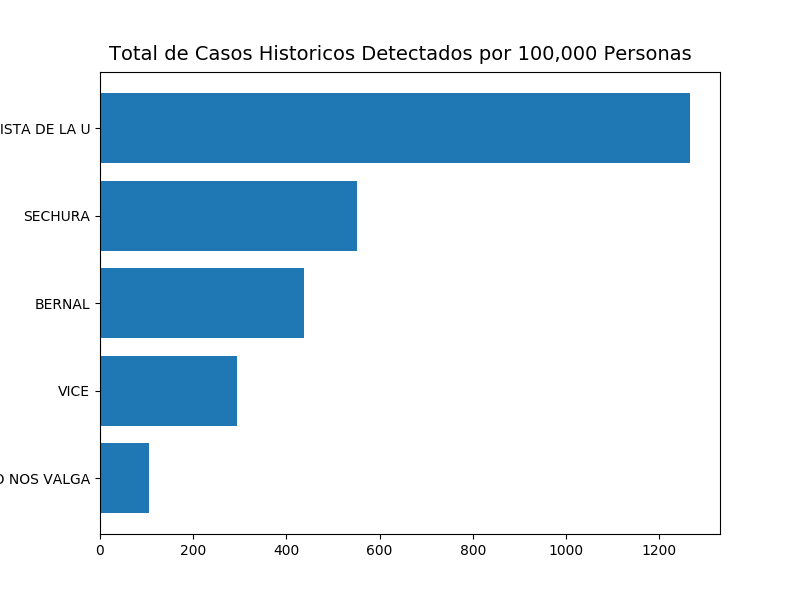 Total de Casos Historicos Detectados por 100,000 Personas
ISTA DE LA U
SECHURA
BERNAL
VICE
O NOS VALGA
0 200 400 600 800 1000 1200